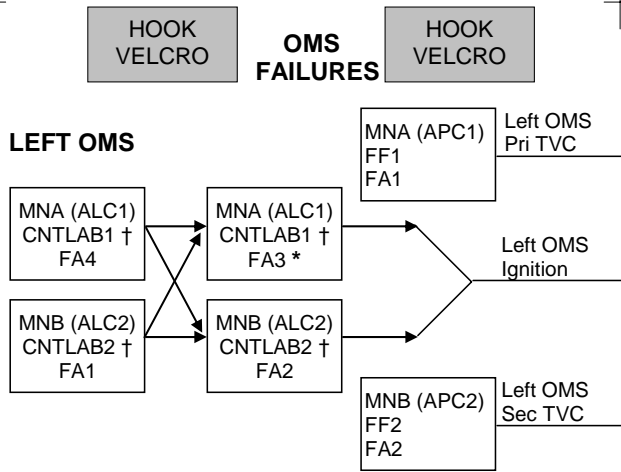 HOOK
VELCRO
OMS
FAILURES
HOOK
VELCRO
LEFT OMS
MNA (APC1)
FF1
FA1
Left OMS
Pri TVC
MNA (ALC1)
CNTLAB1 †
FA4
MNA (ALC1)
CNTLAB1 †
FA3 *
Left OMS
Ignition
MNB (ALC2)
CNTLAB2 †
FA1
MNB (ALC2)
CNTLAB2 †
FA2
MNB (APC2)
FF2
FA2
Left OMS
Sec TVC